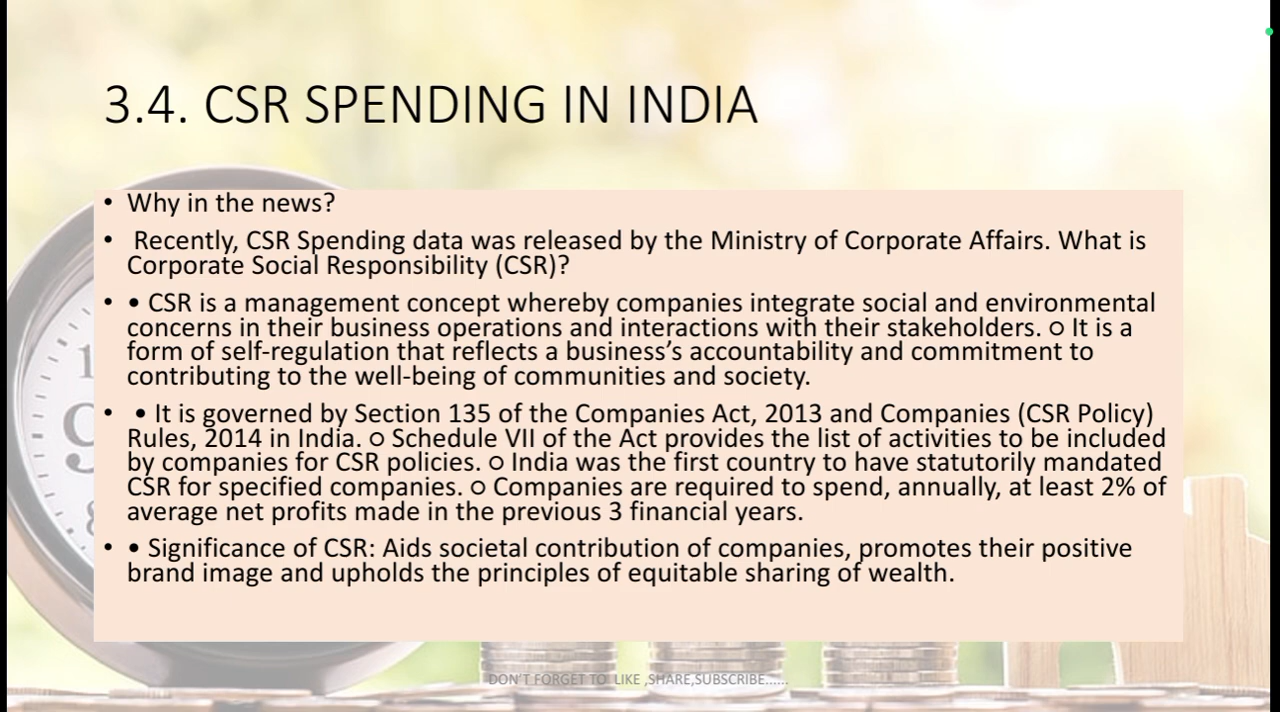 3.4. CSR SPENDING IN INDIA
• Why in the news?
• Recently, CSR Spending data was released by the Ministry of Corporate Affairs. What is
Corporate Social Responsibility (CSR)?
• • CSR is a management concept whereby companies integrate social and environmental
concerns in their business operations and interactions with their stakeholders. ○ It is a
form of self-regulation that reflects a business’s accountability and commitment to
contributing to the well-being of communities and society.
• • It is governed by Section 135 of the Companies Act, 2013 and Companies (CSR Policy)
Rules, 2014 in India. ○ Schedule VII of the Act provides the list of activities to be included
by companies for CSR policies. ○ India was the first country to have statutorily mandated
CSR for specified companies. ○ Companies are required to spend, annually, at least 2% of
average net profits made in the previous 3 financial years.
• • Significance of CSR: Aids societal contribution of companies, promotes their positive
brand image and upholds the principles of equitable sharing of wealth.
DON'T FORGET TO LIKE ,SHARE,SUBSCRIBE......